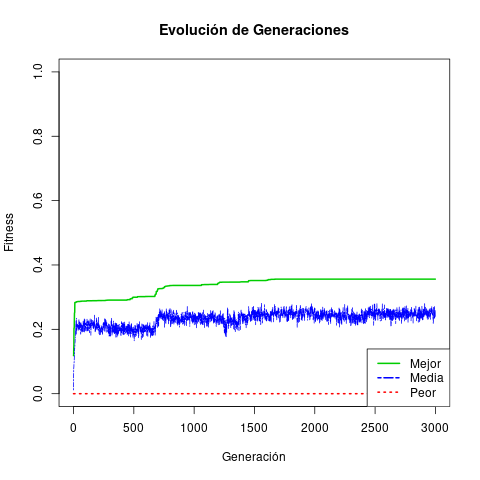 Evolución de Generaciones
Fitness
1.0
0.8
0.6
0.4
0.2
0.0
Mejor
Media
Peor
0 500 1000 1500 2000 2500 3000
Generación